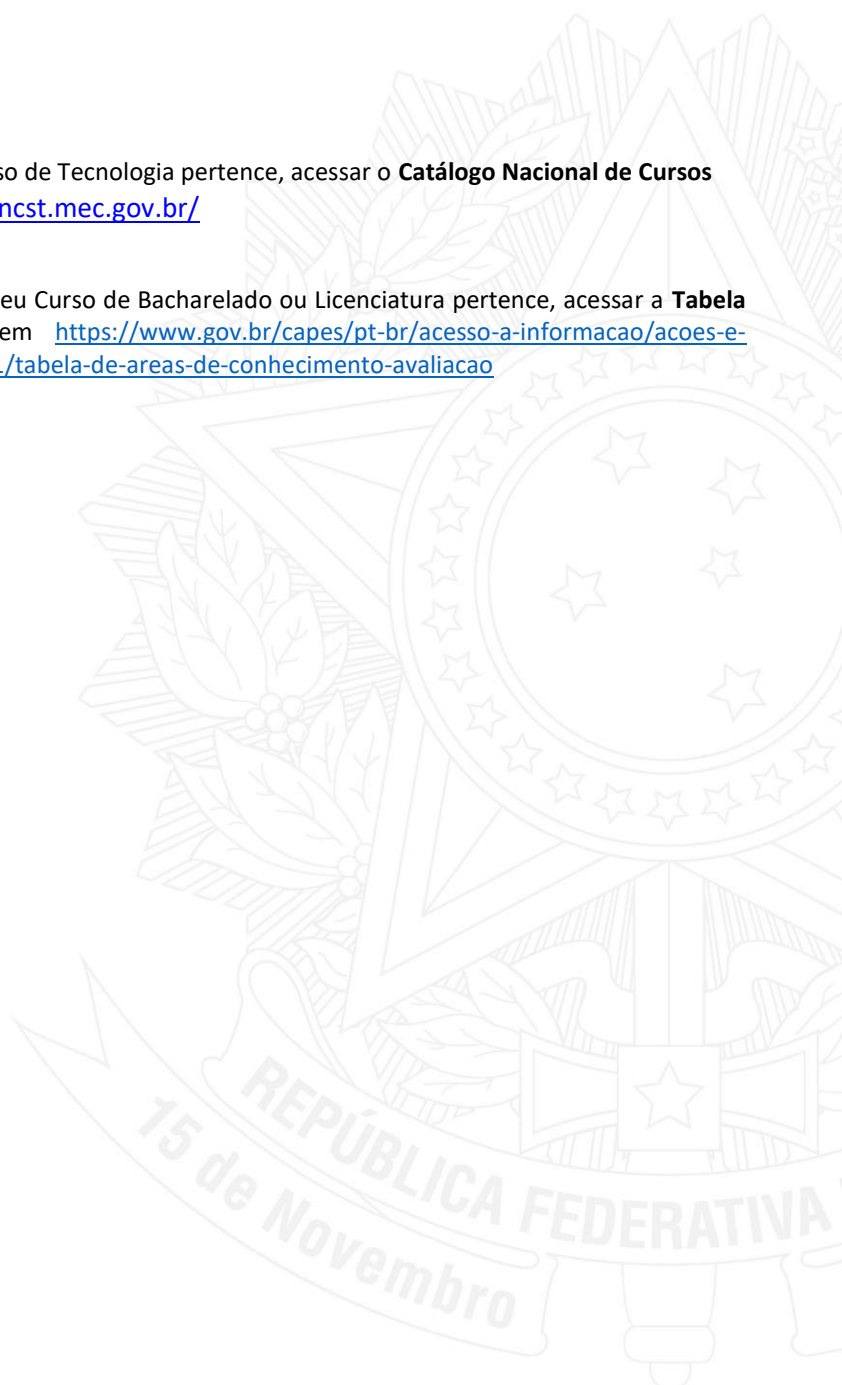 so de Tecnologia pertence, acessar o Catálogo Nacional de Cursos
ncst.mec.gov.br/
eu Curso de Bacharelado ou Licenciatura pertence, acessar a Tabela
em https://www.gov.br/capes/pt-br/acesso-a-informacao/acoes-e-
/tabela-de-areas-de-conhecimento-avaliacao
REPÚBLICA FEDERATIVA
15 de Novembro